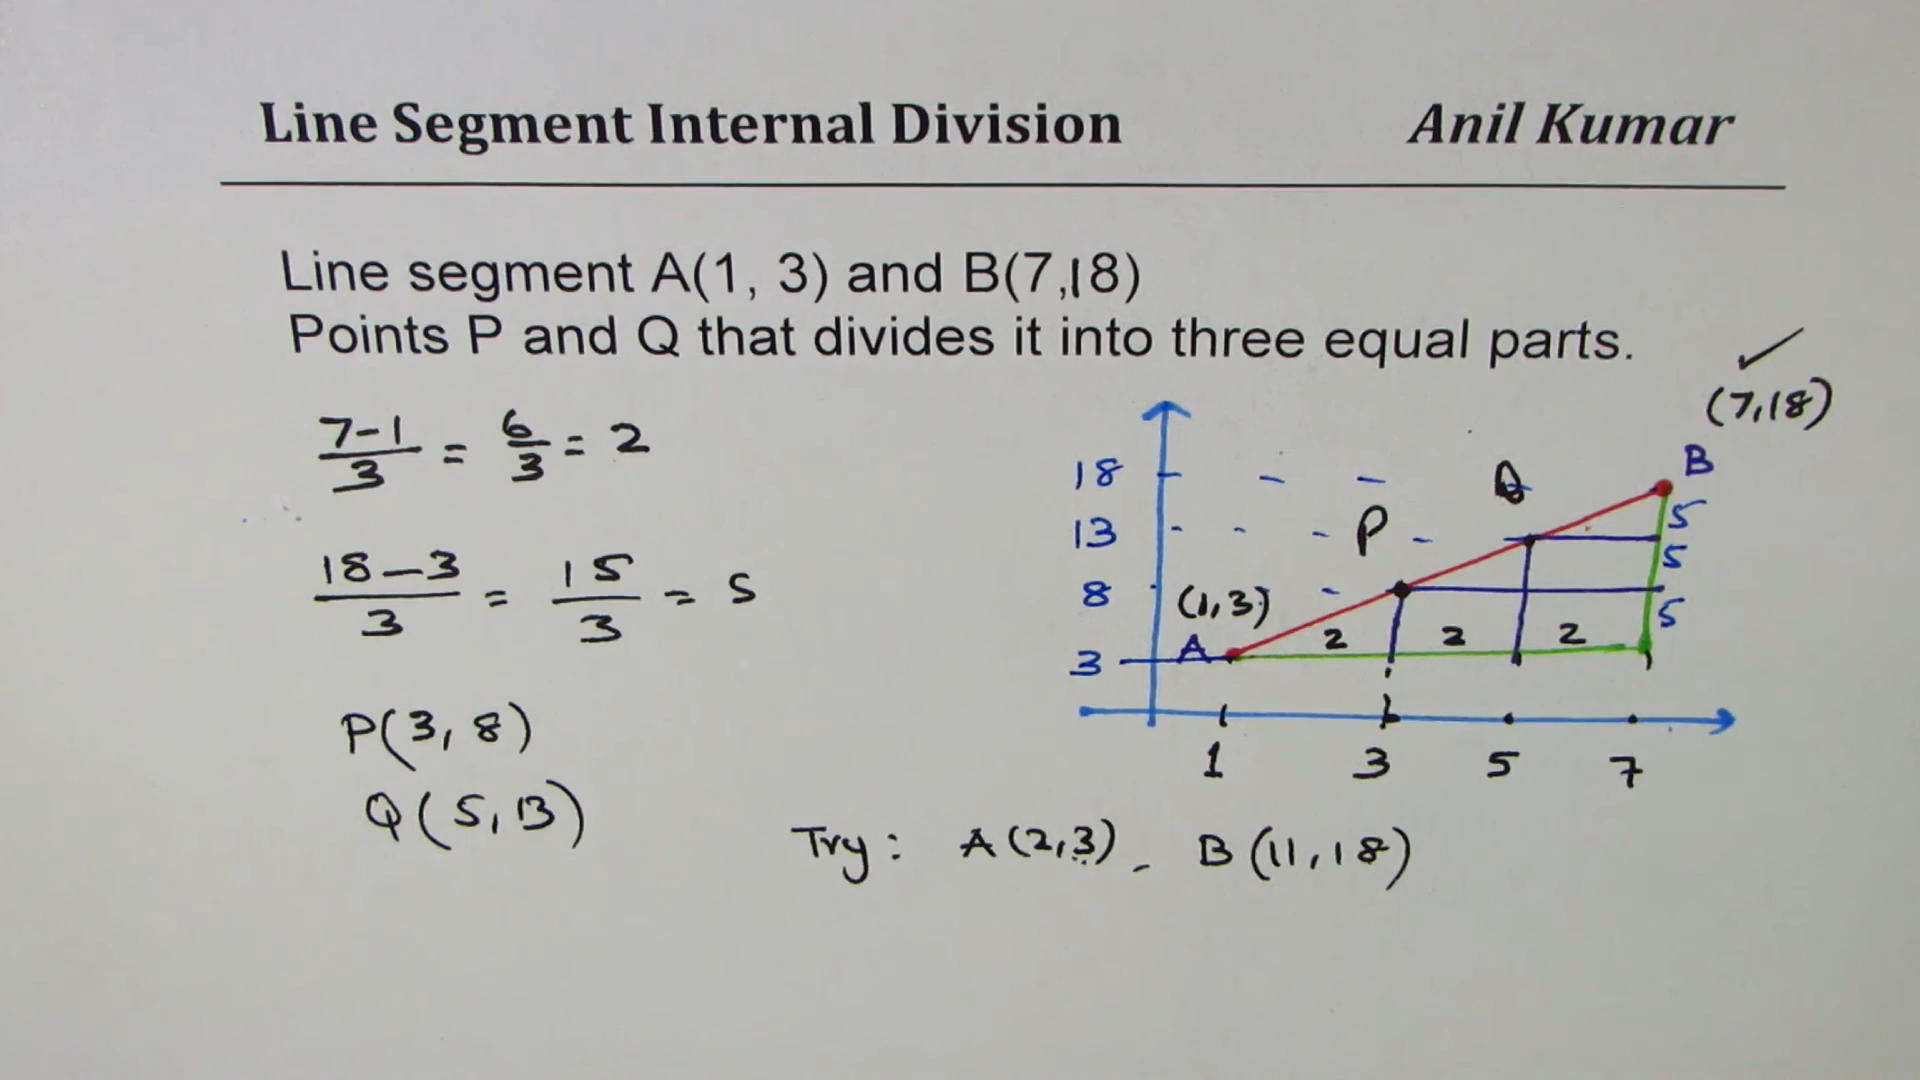 Line Segment Internal Division Anil Kumar
Line segment A(1, 3) and B(7,18)
Points P and Q that divides it into three equal parts.
(7-1)/3 = 6/3 = 2
(18-3)/3 = 15/3 = 5
P(3, 8)
Q(5, 13)
(7,18)
B
Q
P
18
13
8
3
(1,3)
A
2 2 2
5
5
5
1 3 5 7
Try: A(2,3) - B(11,18)